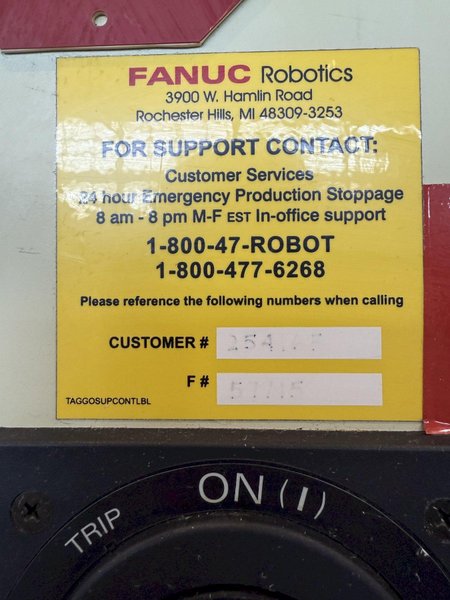 FANUC Robotics
3900 W. Hamlin Road
Rochester Hills, MI 48309-3253
FOR SUPPORT CONTACT:
Customer Services
24 hour Emergency Production Stoppage
8 am - 8 pm M-F EST In-office support
1-800-47-ROBOT
1-800-477-6268
Please reference the following numbers when calling
CUSTOMER #
F #
TAGGOSUPCONTLBL
ON (I)
TRIP